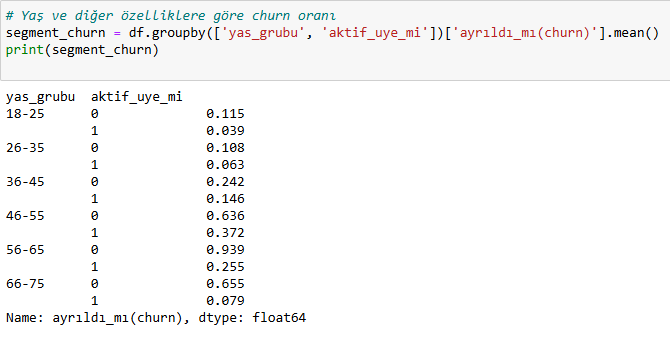 # Yaş ve diğer özelliklere göre churn oranı
segment_churn = df.groupby(['yas_grubu', 'aktif_uye_mi'])['ayrıldı_mı(churn)'].mean()
print(segment_churn)
yas_grubu  aktif_uye_mi
18-25      0               0.115
           1               0.039
26-35      0               0.108
           1               0.063
36-45      0               0.242
           1               0.146
46-55      0               0.636
           1               0.372
56-65      0               0.939
           1               0.255
66-75      0               0.655
           1               0.079
Name: ayrıldı_mı(churn), dtype: float64